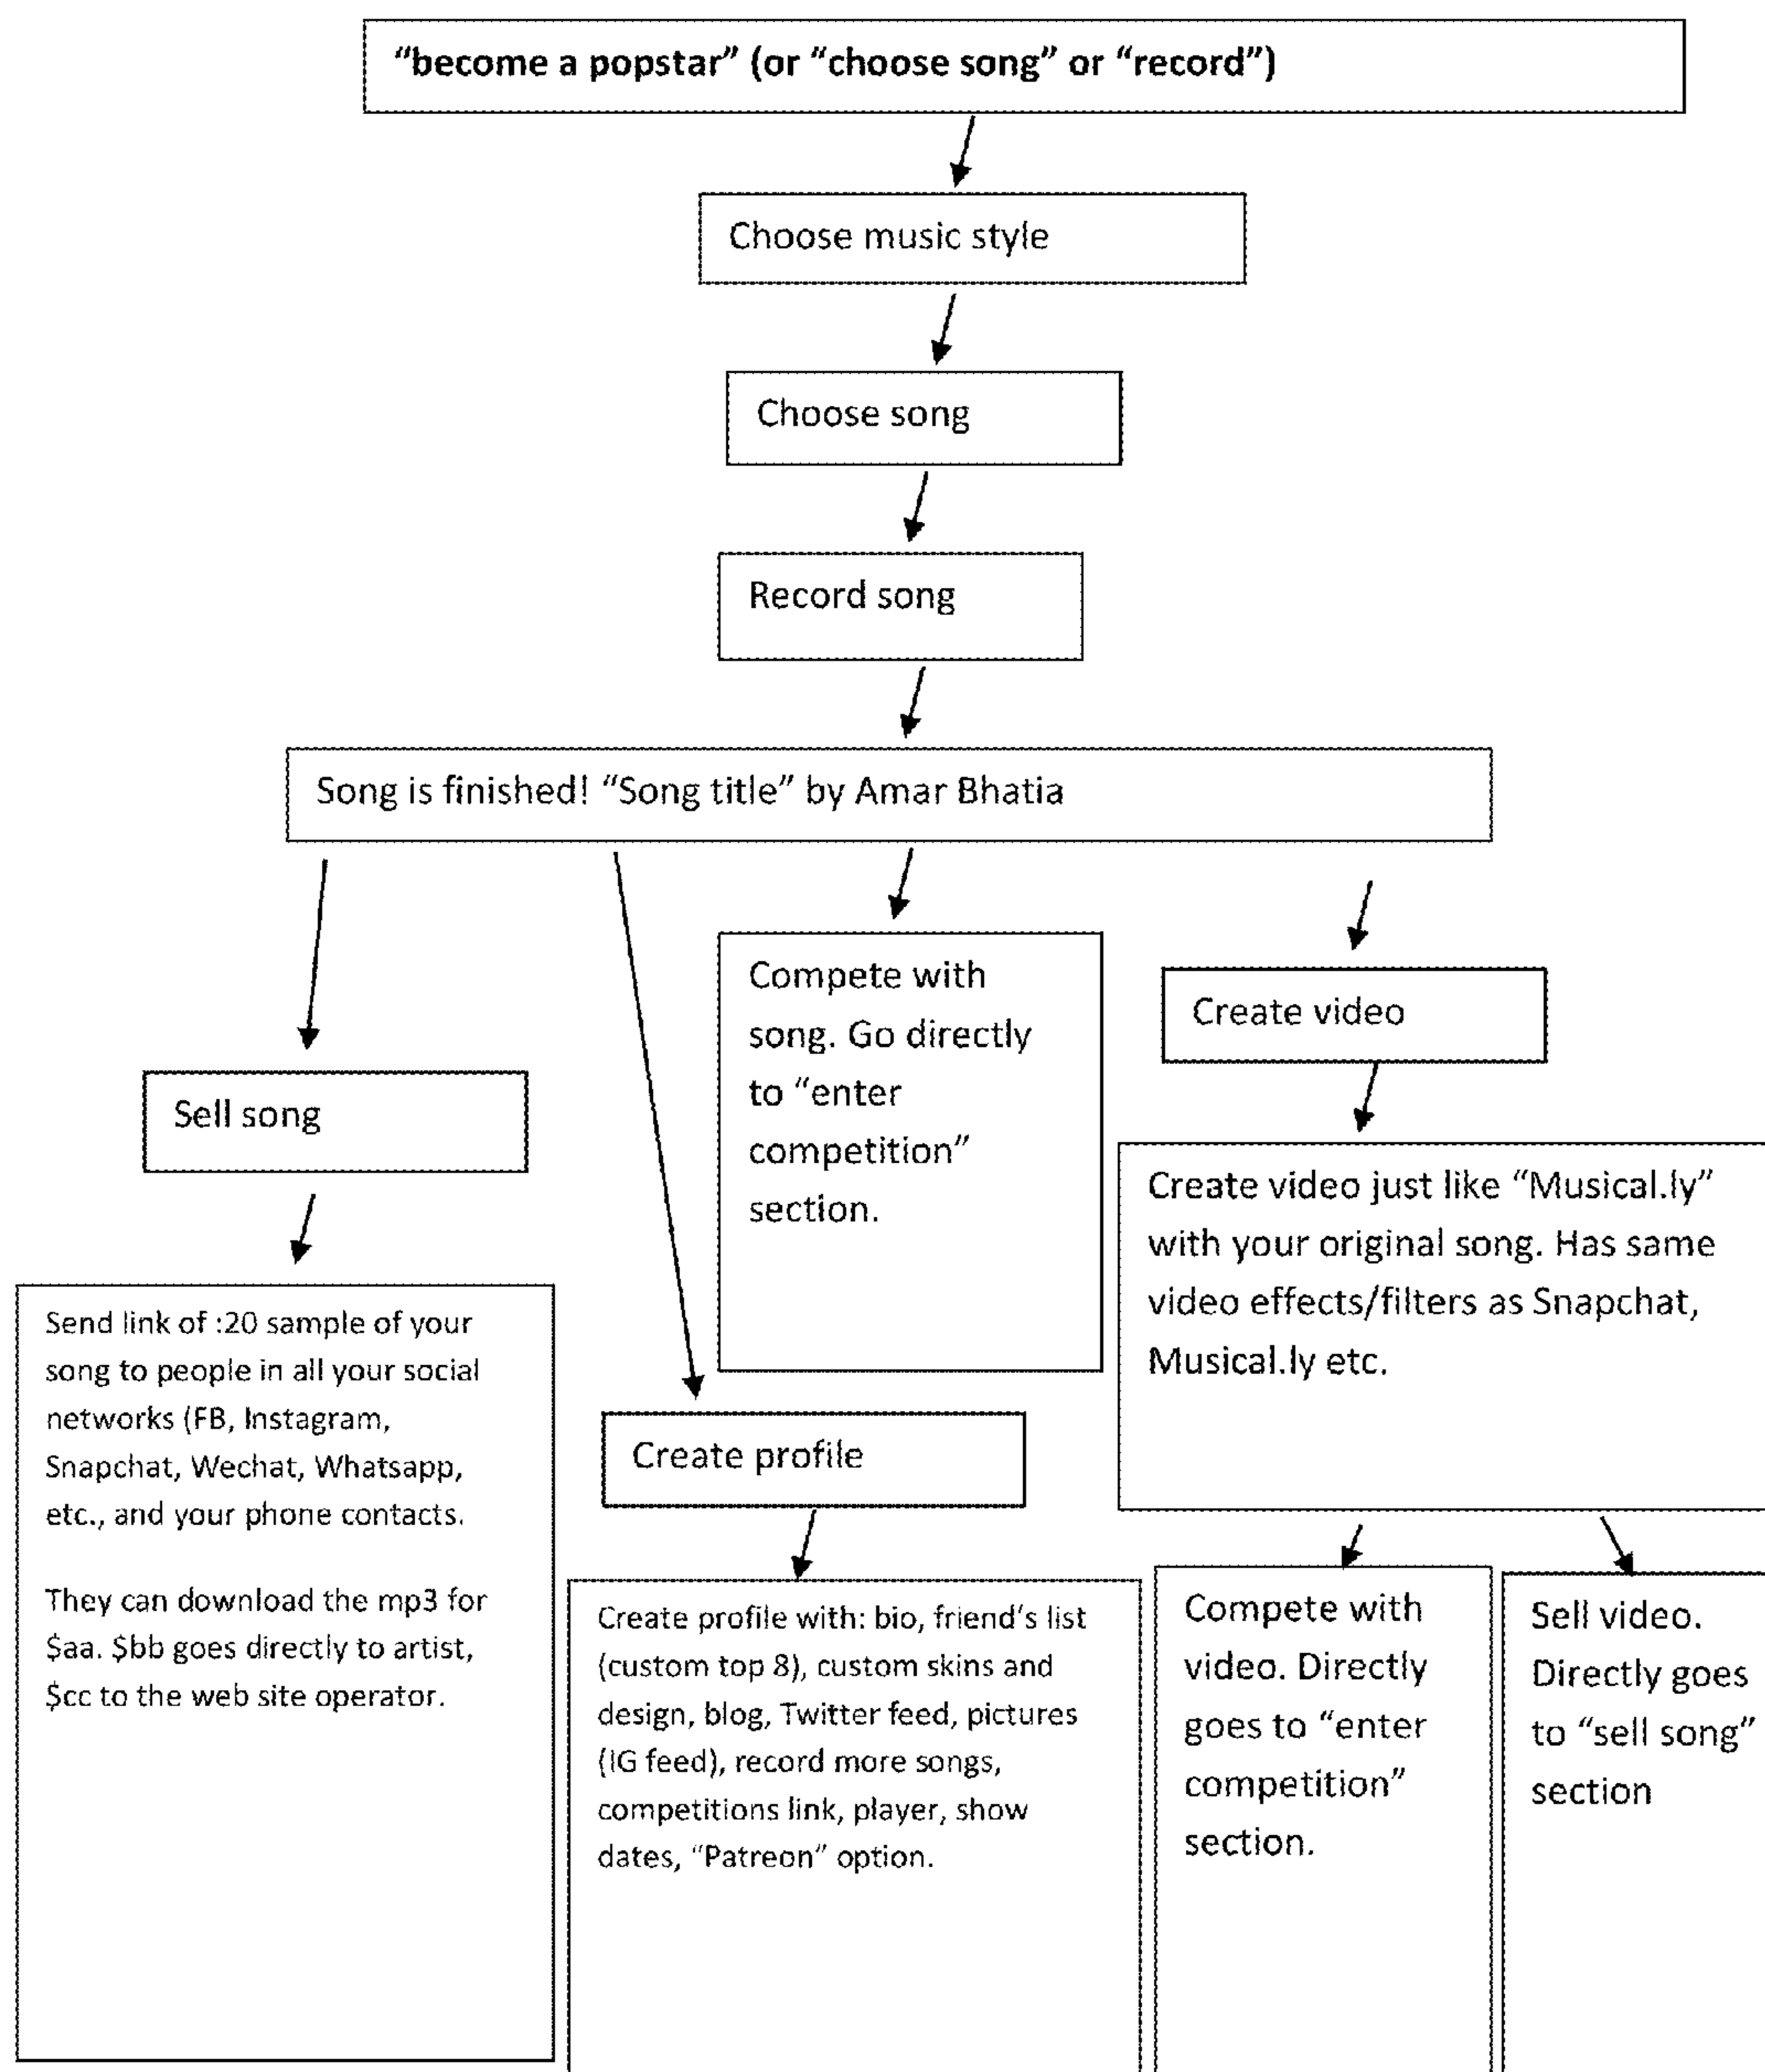 “become a popstar” (or “choose song” or “record”)
Choose music style
Choose song
Record song
Song is finished! “Song title” by Amar Bhatia
Sell song
Send link of :20 sample of your
song to people in all your social
networks (FB, Instagram,
Snapchat, Wechat, Whatsapp,
etc., and your phone contacts.
They can download the mp3 for
$aa. $bb goes directly to artist,
$cc to the web site operator.
Create profile
Create profile with: bio, friend’s list
(custom top 8), custom skins and
design, blog, Twitter feed, pictures
(IG feed), record more songs,
competitions link, player, show
dates, “Patreon” option.
Compete with
song. Go directly
to “enter
competition”
section.
Create video
Create video just like “Musical.ly”
with your original song. Has same
video effects/filters as Snapchat,
Musical.ly etc.
Compete with
video. Directly
goes to “enter
competition”
section.
Sell video.
Directly goes
to “sell song”
section